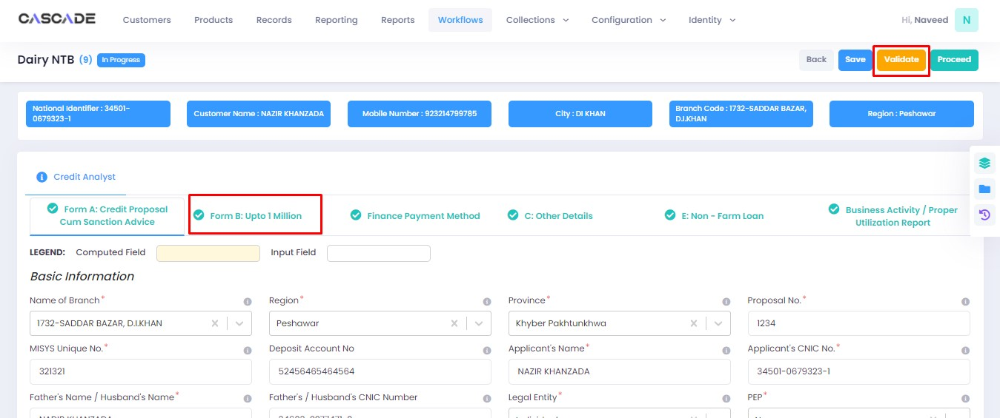 CASCADE
Customers
Products
Records
Reporting
Reports
Workflows
Collections
Configuration
Identity
Hi, Naveed
N
Dairy NTB (9) In Progress
Back
Save
Validate
Proceed
National Identifier : 34501-
0679323-1
Customer Name : NAZIR KHANZADA
Mobile Number : 923214799785
City : DI KHAN
Branch Code : 1732-SADDAR BAZAR,
D.I.KHAN
Region : Peshawar
Credit Analyst
Form A: Credit Proposal
Cum Sanction Advice
Form B: Upto 1 Million
Finance Payment Method
C: Other Details
E: Non - Farm Loan
Business Activity / Proper
Utilization Report
LEGEND: Computed Field
Input Field
Basic Information
Name of Branch*
Region*
Province*
Proposal No.*
1732-SADDAR BAZAR, D.I.KHAN
Peshawar
Khyber Pakhtunkhwa
1234
MISYS Unique No.*
Deposit Account No
Applicant's Name*
Applicant's CNIC No.*
321321
52456465464564
NAZIR KHANZADA
34501-0679323-1
Father's Name / Husband's Name*
Father's / Husband's CNIC Number
Legal Entity*
PEP*